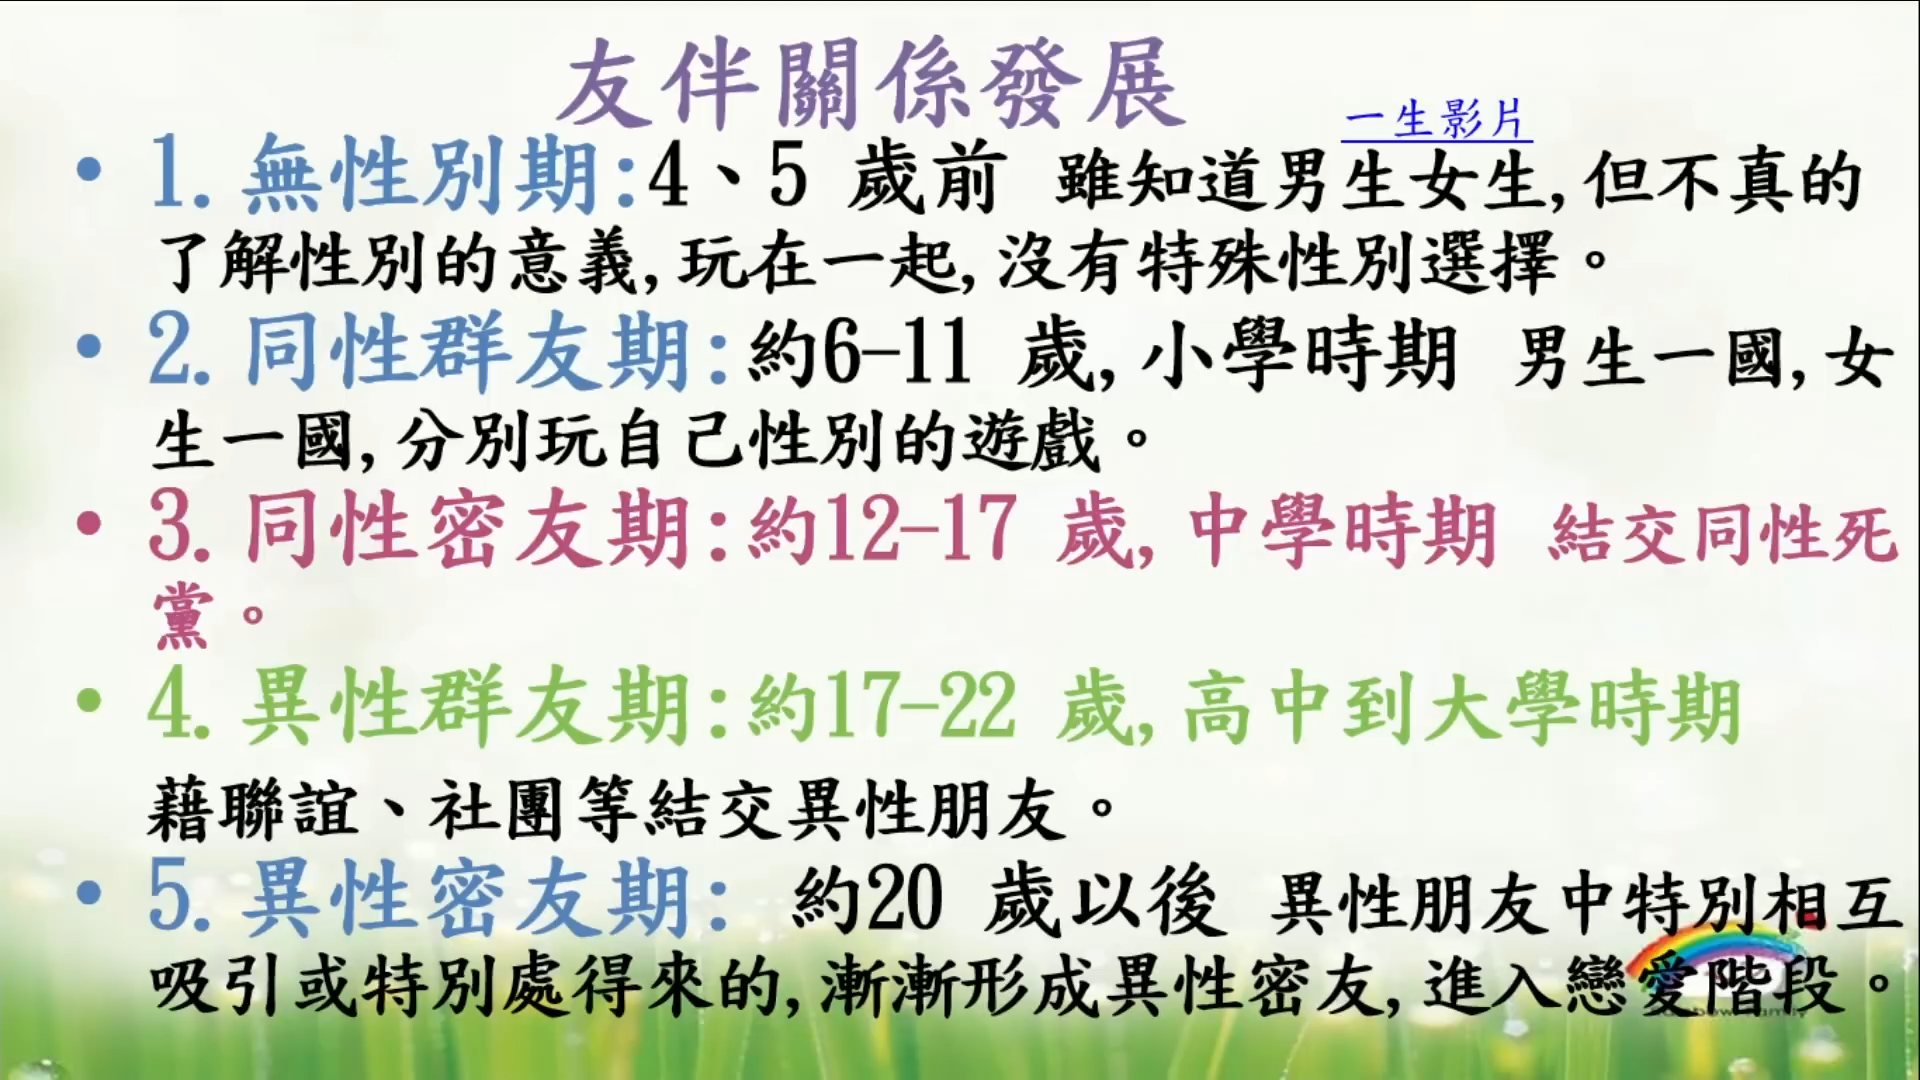 友伴關係發展
一生影片
• 1.無性別期:4、5 歲前 雖知道男生女生,但不真的
了解性別的意義,玩在一起,沒有特殊性別選擇。
• 2.同性群友期:約6-11 歲,小學時期 男生一國,女
生一國,分別玩自己性別的遊戲。
• 3.同性密友期:約12-17 歲,中學時期 結交同性死
黨。
• 4.異性群友期:約17-22 歲,高中到大學時期
藉聯誼、社團等結交異性朋友。
• 5.異性密友期: 約20 歲以後 異性朋友中特別相互
吸引或特別處得來的,漸漸形成異性密友,進入戀愛階段。